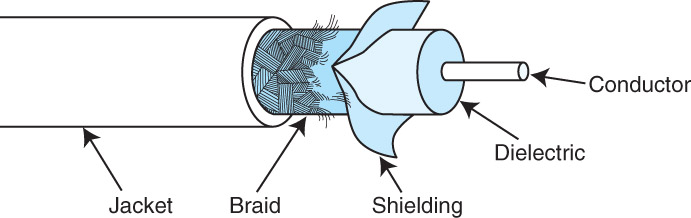 Conductor
Dielectric
Jacket
Braid
Shielding